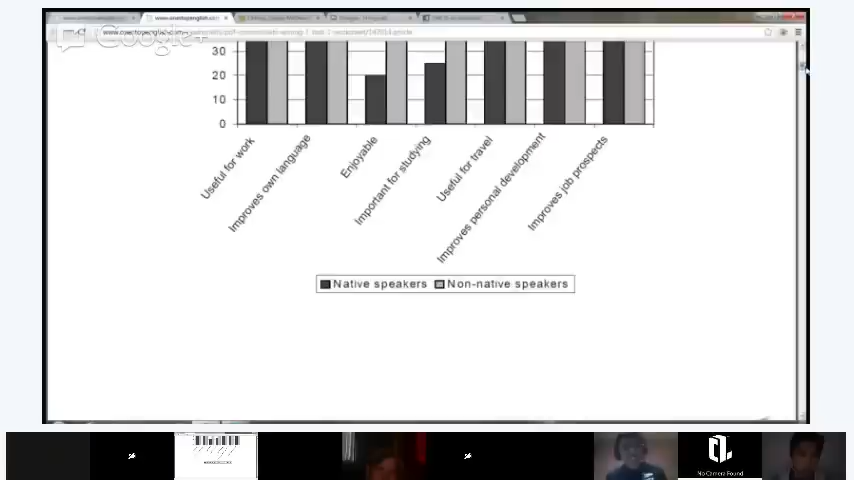 Google+
30
20
10
0
Useful for work
Improves own language
Enjoyable
Important for studying
Useful for travel
Improves personal development
Improves job prospects
Native speakers
Non-native speakers
No Camera Found